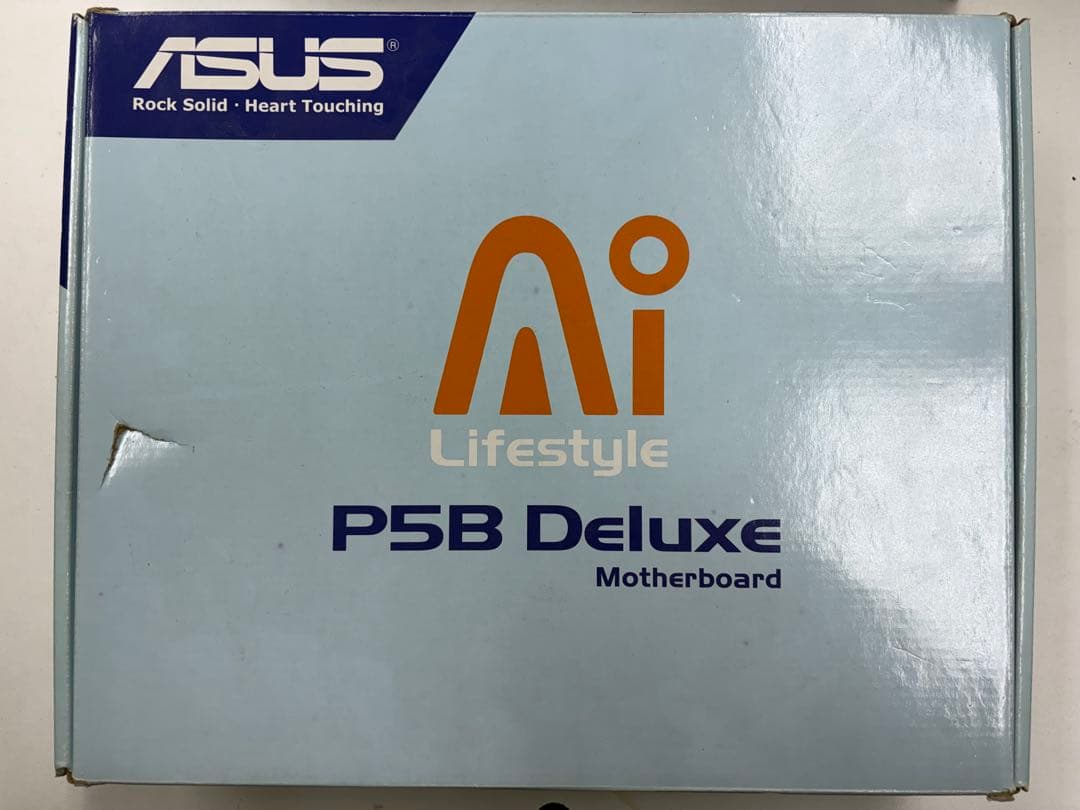 ASUS®
Rock Solid · Heart Touching
Ai
Lifestyle
P5B Deluxe
Motherboard